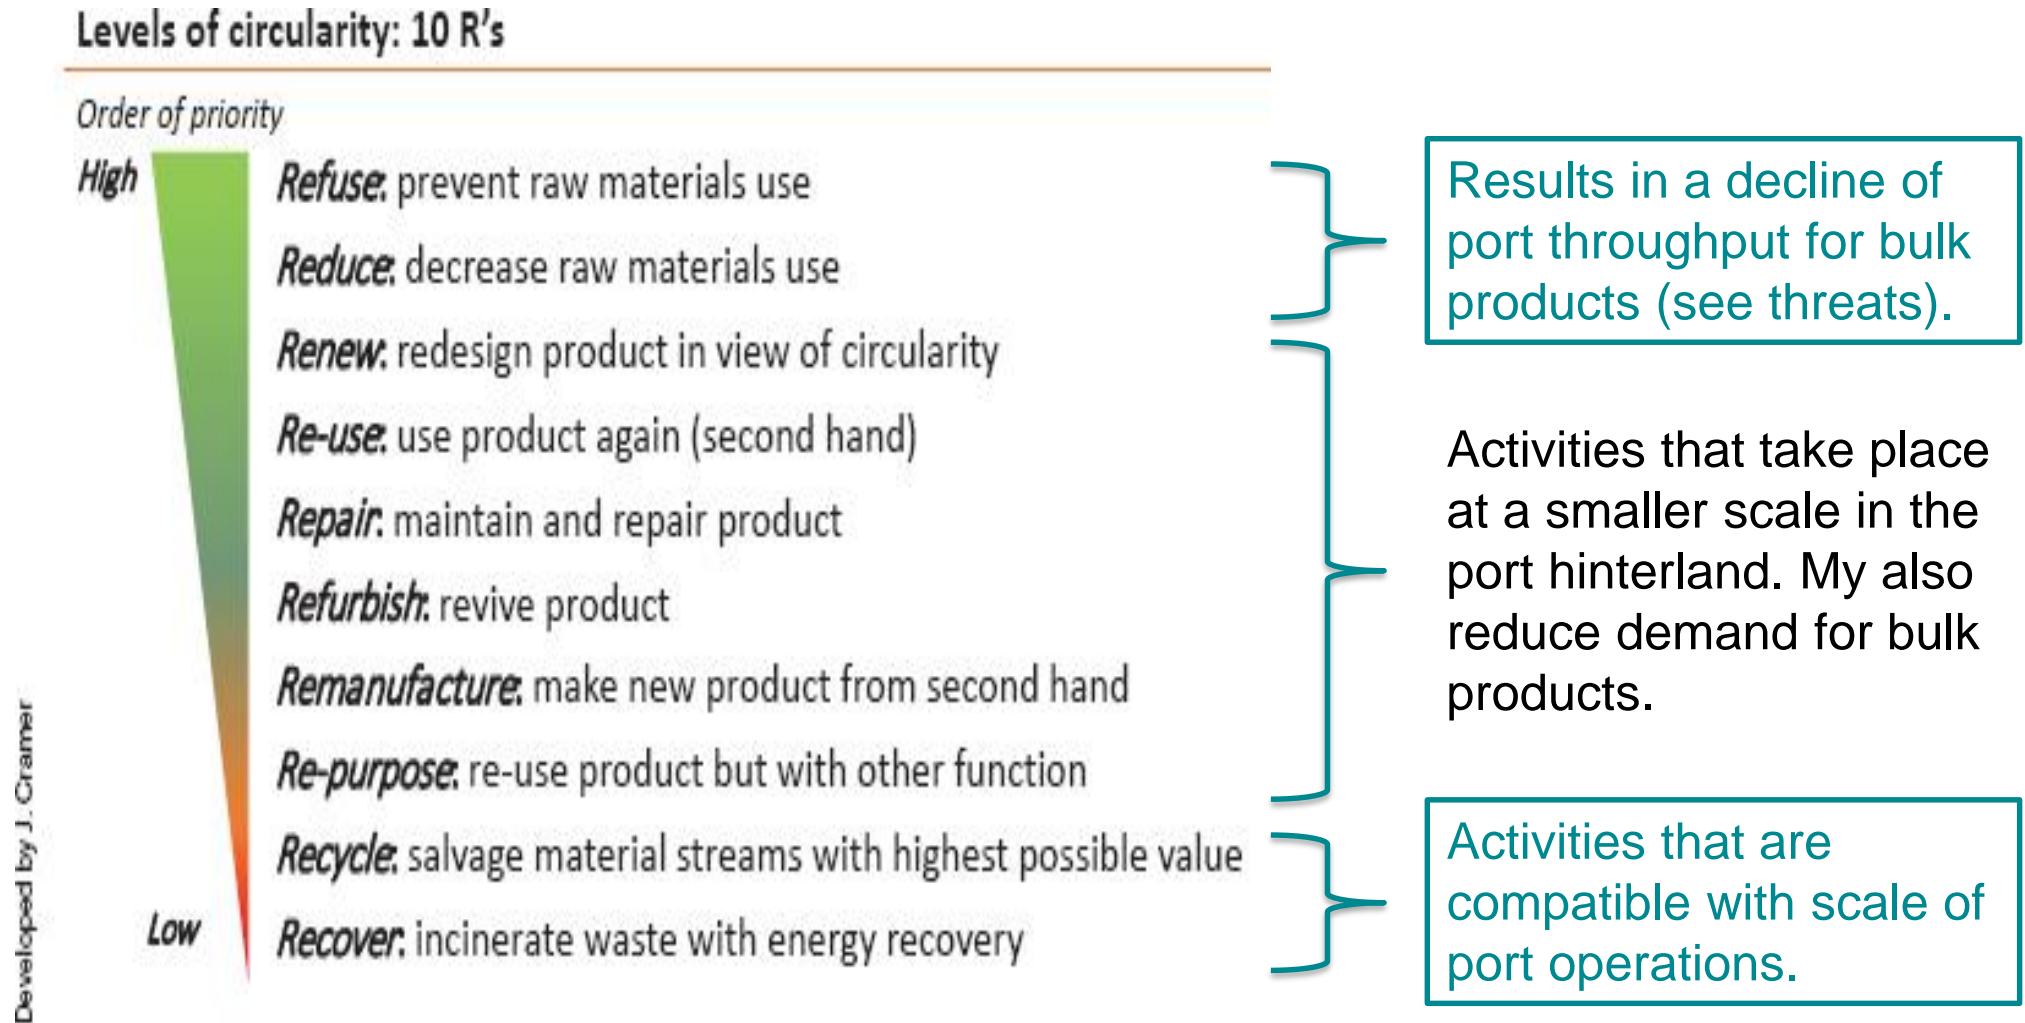 Levels of circularity: 10 R's
Order of priority
High
Refuse: prevent raw materials use
Reduce: decrease raw materials use
Renew: redesign product in view of circularity
Re-use: use product again (second hand)
Repair: maintain and repair product
Refurbish: revive product
Remanufacture: make new product from second hand
Re-purpose: re-use product but with other function
Recycle: salvage material streams with highest possible value
Low
Recover: incinerate waste with energy recovery
Developed by J. Cramer
Results in a decline of
port throughput for bulk
products (see threats).
Activities that take place
at a smaller scale in the
port hinterland. My also
reduce demand for bulk
products.
Activities that are
compatible with scale of
port operations.